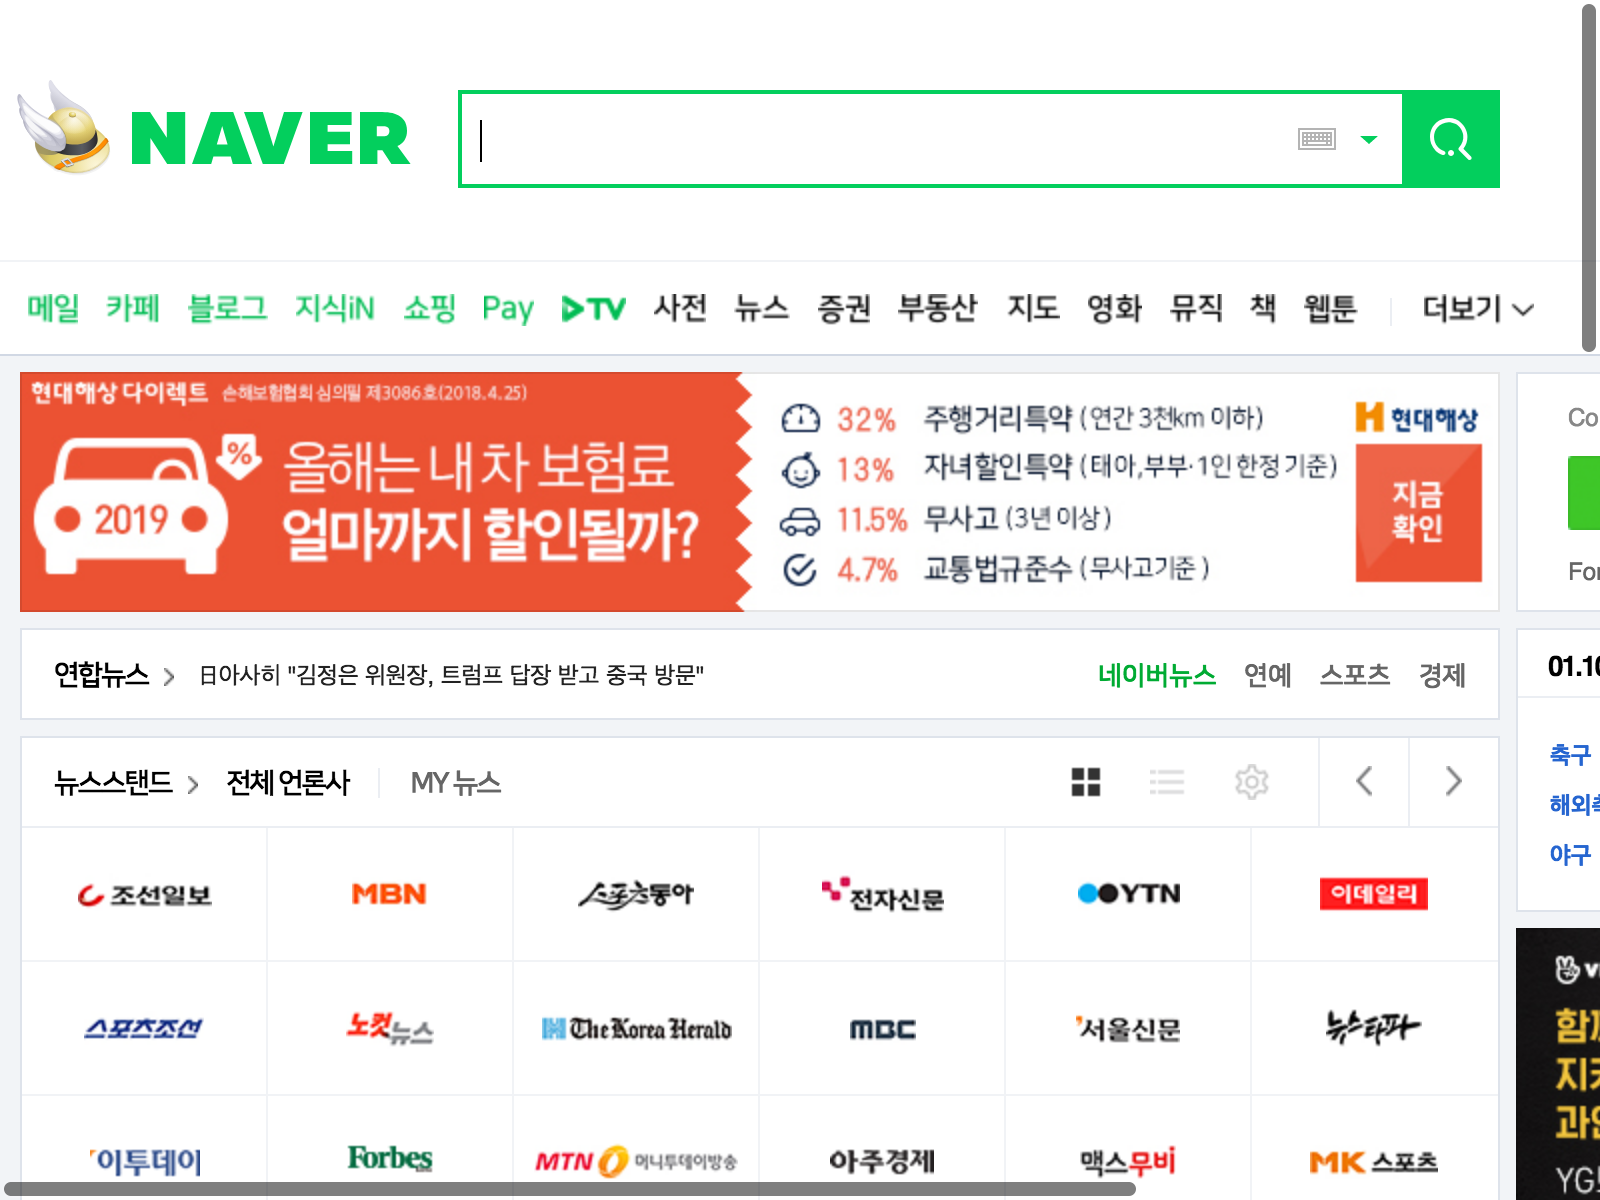 NAVER
메일 카페 블로그 지식iN 쇼핑 Pay TV 사전 뉴스 증권 부동산 지도 영화 뮤직 책 웹툰 더보기
현대해상 다이렉트 손해보험협회 심의필 제3086호(2018.4.25)
%
2019
올해는 내 차 보험료
얼마까지 할인될까?
32% 주행거리특약 (연간 3천km 이하)
13% 자녀할인특약 (태아,부부·1인 한정 기준)
11.5% 무사고 (3년 이상)
4.7% 교통법규준수 (무사고기준 )
현대해상
지금
확인
Co
For
연합뉴스 日아사히 "김정은 위원장, 트럼프 답장 받고 중국 방문"
네이버뉴스 연예 스포츠 경제
01.10
축구
해외축
야구
뉴스스탠드 전체 언론사 MY 뉴스
조선일보 MBN 스포츠동아 전자신문 YTN 이데일리
스포츠조선 노컷뉴스 The Korea Herald MBC 서울신문 뉴스타파
이투데이 Forbes MTN 머니투데이방송 아주경제 맥스무비 MK 스포츠
함께
지키
YG